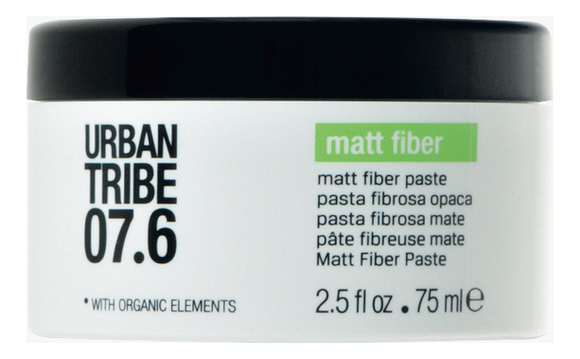 URBAN
TRIBE
07.6
* WITH ORGANIC ELEMENTS
matt fiber
matt fiber paste
pasta fibrosa opaca
pasta fibrosa mate
pâte fibreuse mate
Matt Fiber Paste
2.5 fl oz . 75 ml e